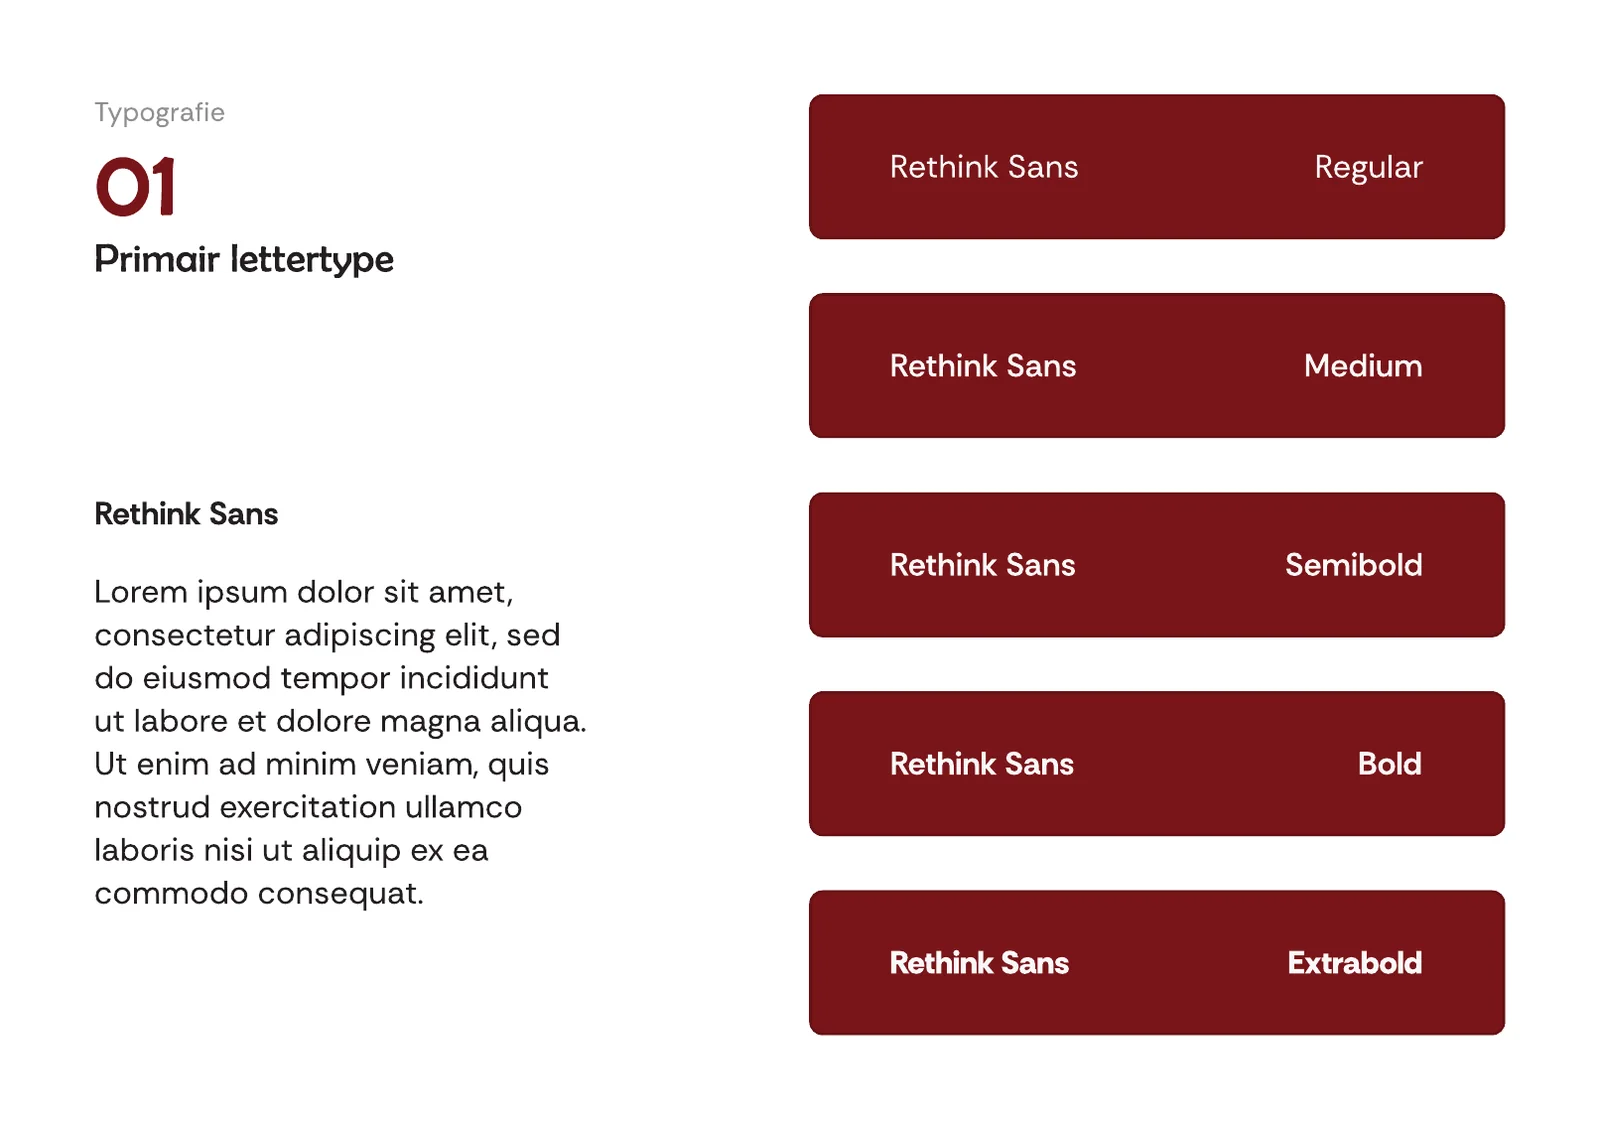 Typografie
01
Primair lettertype
Rethink Sans
Lorem ipsum dolor sit amet,
consectetur adipiscing elit, sed
do eiusmod tempor incididunt
ut labore et dolore magna aliqua.
Ut enim ad minim veniam, quis
nostrud exercitation ullamco
laboris nisi ut aliquip ex ea
commodo consequat.
Rethink Sans Regular
Rethink Sans Medium
Rethink Sans Semibold
Rethink Sans Bold
Rethink Sans Extrabold